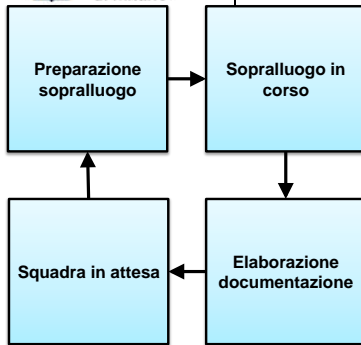 Preparazione
sopralluogo
Sopralluogo in
corso
Squadra in attesa
Elaborazione
documentazione